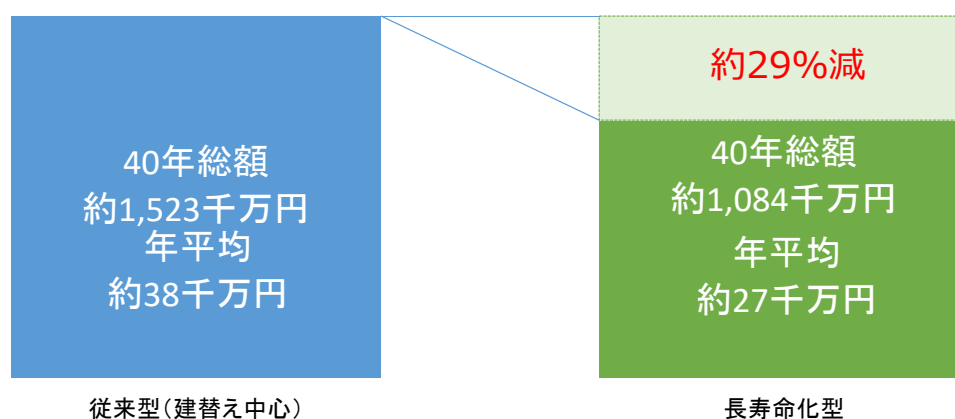 40年総額
約1,523千万円
年平均
約38千万円
従来型(建替え中心)
約29%減
40年総額
約1,084千万円
年平均
約27千万円
長寿命化型